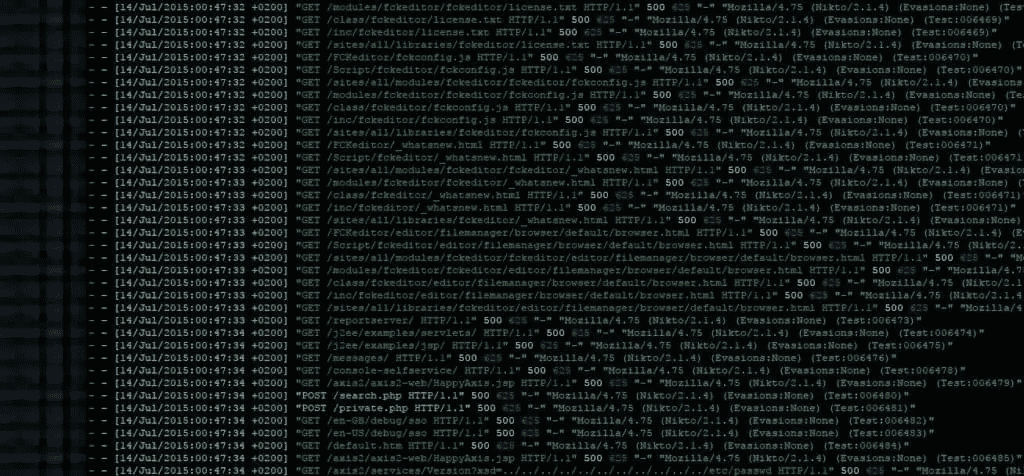 - - [14/Jul/2015:00:47:32 +0200] "GET /modules/fckeditor/fckeditor/license.txt HTTP/1.1" 500 625 "-" "Mozilla/4.75 (Nikto/2.1.4) (Evasions:None)
- - [14/Jul/2015:00:47:32 +0200] "GET /class/fckeditor/license.txt HTTP/1.1" 500 625 "-" "Mozilla/4.75 (Nikto/2.1.4) (Evasions:None) (Test:006469)"
- - [14/Jul/2015:00:47:32 +0200] "GET /inc/fckeditor/license.txt HTTP/1.1" 500 625 "-" "Mozilla/4.75 (Nikto/2.1.4) (Evasions:None) (Test:006469)"
- - [14/Jul/2015:00:47:32 +0200] "GET /sites/all/libraries/fckeditor/license.txt HTTP/1.1" 500 625 "-" "Mozilla/4.75 (Nikto/2.1.4) (Evasions:None)
- - [14/Jul/2015:00:47:32 +0200] "GET /FCKeditor/fckconfig.js HTTP/1.1" 500 625 "-" "Mozilla/4.75 (Nikto/2.1.4) (Evasions:None) (Test:006470)"
- - [14/Jul/2015:00:47:32 +0200] "GET /Script/fckeditor/fckconfig.js HTTP/1.1" 500 625 "-" "Mozilla/4.75 (Nikto/2.1.4) (Evasions:None) (Test:006470)"
- - [14/Jul/2015:00:47:32 +0200] "GET /sites/all/modules/fckeditor/fckeditor/fckconfig.js HTTP/1.1" 500 625 "-" "Mozilla/4.75 (Nikto/2.1.4)
- - [14/Jul/2015:00:47:32 +0200] "GET /modules/fckeditor/fckeditor/fckconfig.js HTTP/1.1" 500 625 "-" "Mozilla/4.75 (Nikto/2.1.4) (Evasions:None)
- - [14/Jul/2015:00:47:32 +0200] "GET /class/fckeditor/fckconfig.js HTTP/1.1" 500 625 "-" "Mozilla/4.75 (Nikto/2.1.4) (Evasions:None) (Test:006470)"
- - [14/Jul/2015:00:47:32 +0200] "GET /inc/fckeditor/fckconfig.js HTTP/1.1" 500 625 "-" "Mozilla/4.75 (Nikto/2.1.4) (Evasions:None) (Test:006470)"
- - [14/Jul/2015:00:47:32 +0200] "GET /sites/all/libraries/fckeditor/fckconfig.js HTTP/1.1" 500 625 "-" "Mozilla/4.75 (Nikto/2.1.4) (Evasions:None)
- - [14/Jul/2015:00:47:32 +0200] "GET /FCKeditor/_whatsnew.html HTTP/1.1" 500 625 "-" "Mozilla/4.75 (Nikto/2.1.4) (Evasions:None) (Test:006471)"
- - [14/Jul/2015:00:47:32 +0200] "GET /Script/fckeditor/_whatsnew.html HTTP/1.1" 500 625 "-" "Mozilla/4.75 (Nikto/2.1.4) (Evasions:None) (Test:006471
- - [14/Jul/2015:00:47:33 +0200] "GET /sites/all/modules/fckeditor/fckeditor/_whatsnew.html HTTP/1.1" 500 625 "-" "Mozilla/4.75 (Nikto/2.1.4)
- - [14/Jul/2015:00:47:33 +0200] "GET /modules/fckeditor/fckeditor/_whatsnew.html HTTP/1.1" 500 625 "-" "Mozilla/4.75 (Nikto/2.1.4) (Evasions:None)
- - [14/Jul/2015:00:47:33 +0200] "GET /class/fckeditor/_whatsnew.html HTTP/1.1" 500 625 "-" "Mozilla/4.75 (Nikto/2.1.4) (Evasions:None) (Test:006471)
- - [14/Jul/2015:00:47:33 +0200] "GET /inc/fckeditor/_whatsnew.html HTTP/1.1" 500 625 "-" "Mozilla/4.75 (Nikto/2.1.4) (Evasions:None) (Test:006471)"
- - [14/Jul/2015:00:47:33 +0200] "GET /sites/all/libraries/fckeditor/_whatsnew.html HTTP/1.1" 500 625 "-" "Mozilla/4.75 (Nikto/2.1.4)
- - [14/Jul/2015:00:47:33 +0200] "GET /FCKeditor/editor/filemanager/browser/default/browser.html HTTP/1.1" 500 625 "-" "Mozilla/4.75 (Nikto/2.1.4)
- - [14/Jul/2015:00:47:33 +0200] "GET /Script/fckeditor/editor/filemanager/browser/default/browser.html HTTP/1.1" 500 625 "-" "Mozilla/4.75
- - [14/Jul/2015:00:47:33 +0200] "GET /sites/all/modules/fckeditor/fckeditor/editor/filemanager/browser/default/browser.html HTTP/1.1" 500 625 "-"
- - [14/Jul/2015:00:47:33 +0200] "GET /modules/fckeditor/fckeditor/editor/filemanager/browser/default/browser.html HTTP/1.1" 500 625 "-"
- - [14/Jul/2015:00:47:33 +0200] "GET /class/fckeditor/editor/filemanager/browser/default/browser.html HTTP/1.1" 500 625 "-" "Mozilla/4.75
- - [14/Jul/2015:00:47:33 +0200] "GET /inc/fckeditor/editor/filemanager/browser/default/browser.html HTTP/1.1" 500 625 "-" "Mozilla/4.75
- - [14/Jul/2015:00:47:33 +0200] "GET /sites/all/libraries/fckeditor/editor/filemanager/browser/default/browser.html HTTP/1.1" 500 625 "-"
- - [14/Jul/2015:00:47:33 +0200] "GET /reportserver/ HTTP/1.1" 500 625 "-" "Mozilla/4.75 (Nikto/2.1.4) (Evasions:None) (Test:006473)"
- - [14/Jul/2015:00:47:34 +0200] "GET /j2ee/examples/servlets/ HTTP/1.1" 500 625 "-" "Mozilla/4.75 (Nikto/2.1.4) (Evasions:None) (Test:006474)"
- - [14/Jul/2015:00:47:34 +0200] "GET /j2ee/examples/jsp/ HTTP/1.1" 500 625 "-" "Mozilla/4.75 (Nikto/2.1.4) (Evasions:None) (Test:006475)"
- - [14/Jul/2015:00:47:34 +0200] "GET /messages/ HTTP/1.1" 500 625 "-" "Mozilla/4.75 (Nikto/2.1.4) (Evasions:None) (Test:006476)"
- - [14/Jul/2015:00:47:34 +0200] "GET /console-selfservice/ HTTP/1.1" 500 625 "-" "Mozilla/4.75 (Nikto/2.1.4) (Evasions:None) (Test:006478)"
- - [14/Jul/2015:00:47:34 +0200] "GET /axis2/axis2-web/HappyAxis.jsp HTTP/1.1" 500 625 "-" "Mozilla/4.75 (Nikto/2.1.4) (Evasions:None) (Test:006479)"
- - [14/Jul/2015:00:47:34 +0200] "POST /search.php HTTP/1.1" 500 625 "-" "Mozilla/4.75 (Nikto/2.1.4) (Evasions:None) (Test:006480)"
- - [14/Jul/2015:00:47:34 +0200] "POST /private.php HTTP/1.1" 500 625 "-" "Mozilla/4.75 (Nikto/2.1.4) (Evasions:None) (Test:006481)"
- - [14/Jul/2015:00:47:34 +0200] "GET /en-GB/debug/sso HTTP/1.1" 500 625 "-" "Mozilla/4.75 (Nikto/2.1.4) (Evasions:None) (Test:006482)"
- - [14/Jul/2015:00:47:34 +0200] "GET /en-US/debug/sso HTTP/1.1" 500 625 "-" "Mozilla/4.75 (Nikto/2.1.4) (Evasions:None) (Test:006483)"
- - [14/Jul/2015:00:47:34 +0200] "GET /default.htm HTTP/1.1" 500 625 "-" "Mozilla/4.75 (Nikto/2.1.4) (Evasions:None) (Test:006484)"
- - [14/Jul/2015:00:47:34 +0200] "GET /axis2/axis2-web/HappyAxis.jsp HTTP/1.1" 500 625 "-" "Mozilla/4.75 (Nikto/2.1.4) (Evasions:None) (Test:006485)"
- - [14/Jul/2015:00:47:34 +0200] "GET /axis2/services/Version?xsd=../../../../../../../../../../etc/passwd HTTP/1.1" 500 625 "-" "Mozilla/4.75